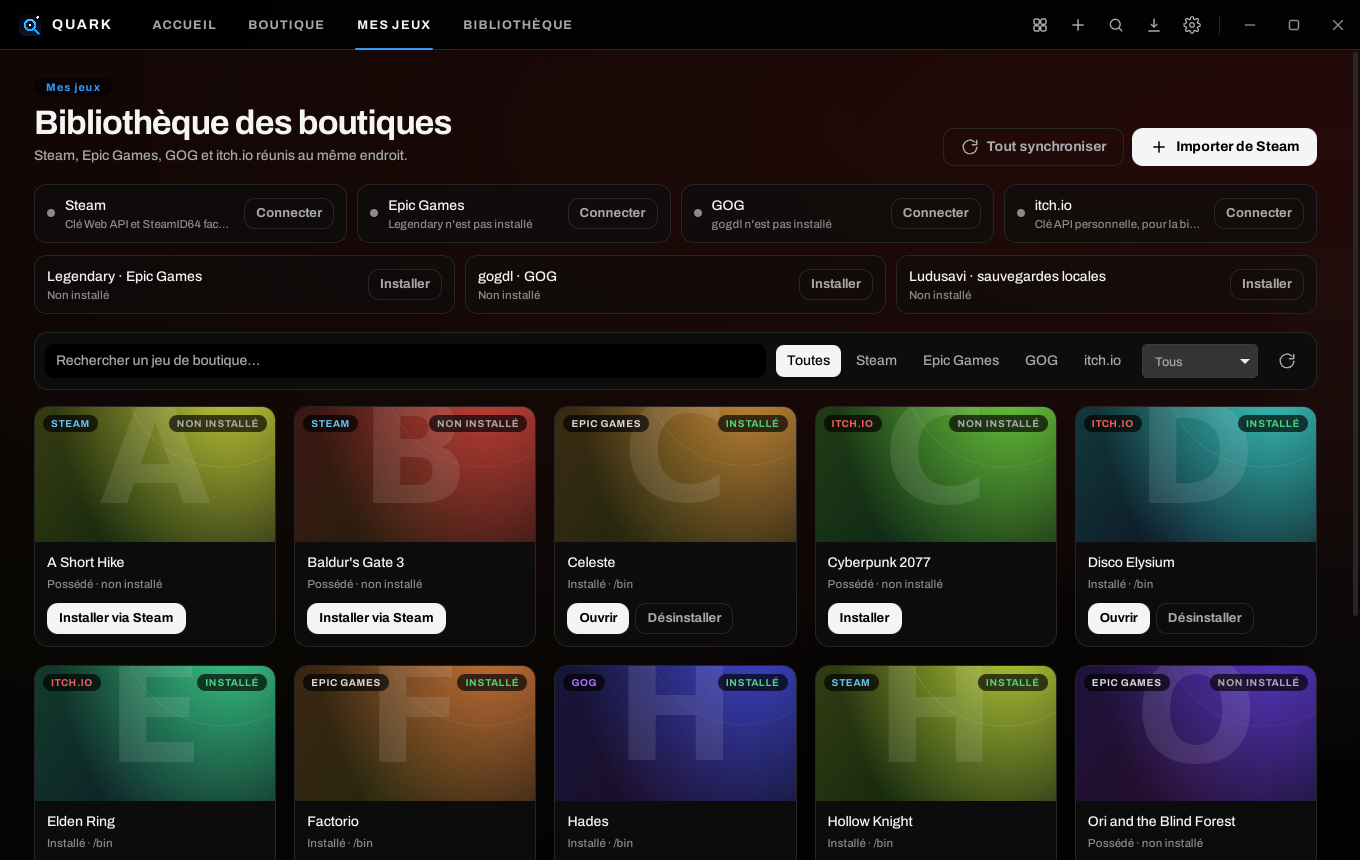 QUARK ACCUEIL BOUTIQUE MES JEUX BIBLIOTHÈQUE
Mes jeux
Bibliothèque des boutiques
Steam, Epic Games, GOG et itch.io réunis au même endroit.
Tout synchroniser
Importer de Steam
Steam
Clé Web API et SteamID64 fac...
Connecter
Epic Games
Legendary n'est pas installé
Connecter
GOG
gogdl n'est pas installé
Connecter
itch.io
Clé API personnelle, pour la bi...
Connecter
Legendary · Epic Games
Non installé
Installer
gogdl · GOG
Non installé
Installer
Ludusavi · sauvegardes locales
Non installé
Installer
Rechercher un jeu de boutique...
Toutes Steam Epic Games GOG itch.io Tous
A
STEAM NON INSTALLÉ
A Short Hike
Possédé · non installé
Installer via Steam
B
STEAM NON INSTALLÉ
Baldur's Gate 3
Possédé · non installé
Installer via Steam
C
EPIC GAMES INSTALLÉ
Celeste
Installé · /bin
Ouvrir Désinstaller
C
ITCH.IO NON INSTALLÉ
Cyberpunk 2077
Possédé · non installé
Installer
D
ITCH.IO INSTALLÉ
Disco Elysium
Installé · /bin
Ouvrir Désinstaller
E
ITCH.IO INSTALLÉ
Elden Ring
Installé · /bin
F
EPIC GAMES INSTALLÉ
Factorio
Installé · /bin
H
GOG INSTALLÉ
Hades
Installé · /bin
H
STEAM INSTALLÉ
Hollow Knight
Installé · /bin
O
EPIC GAMES NON INSTALLÉ
Ori and the Blind Forest
Possédé · non installé